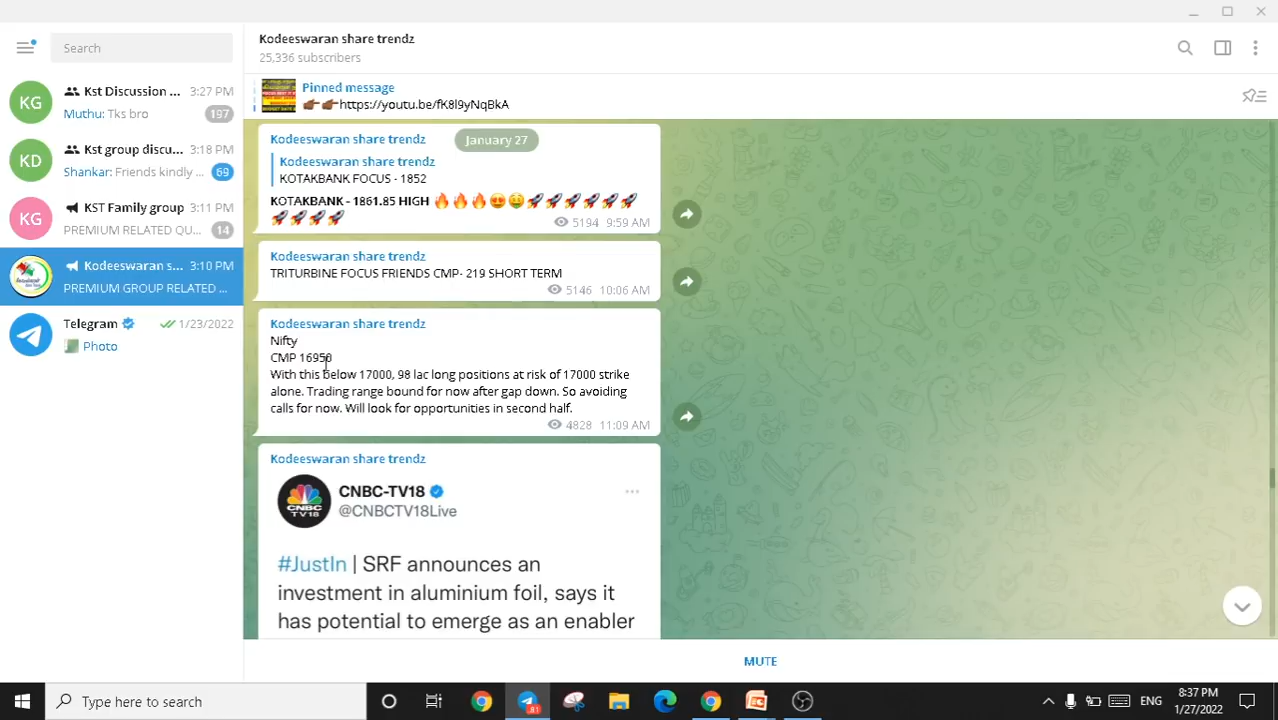 Search
Kst Discussion ... 3:27 PM
Muthu: Tks bro 197
Kst group discu... 3:18 PM
Shankar: Friends kindly ... 69
KST Family group 3:11 PM
PREMIUM RELATED QU... 14
Kodeeswaran s... 3:10 PM
PREMIUM GROUP RELATED ...
Telegram 1/23/2022
Photo
KG
KD
KG
Kodeeswaran share trendz
25,336 subscribers
Pinned message
👉🏾👉🏾https://youtu.be/fK8l9yNqBkA
January 27
Kodeeswaran share trendz
Kodeeswaran share trendz
KOTAKBANK FOCUS - 1852
KOTAKBANK - 1861.85 HIGH 🔥🔥🔥😍🤑🚀🚀🚀🚀🚀🚀
🚀🚀🚀🚀
5194 9:59 AM
Kodeeswaran share trendz
TRITURBINE FOCUS FRIENDS CMP- 219 SHORT TERM
5146 10:06 AM
Kodeeswaran share trendz
Nifty
CMP 16950
With this below 17000, 98 lac long positions at risk of 17000 strike
alone. Trading range bound for now after gap down. So avoiding
calls for now. Will look for opportunities in second half.
4828 11:09 AM
Kodeeswaran share trendz
CNBC-TV18
@CNBCTV18Live
CNBC
TV18
#JustIn | SRF announces an
investment in aluminium foil, says it
has potential to emerge as an enabler
MUTE
Type here to search
81
ENG
8:37 PM
1/27/2022